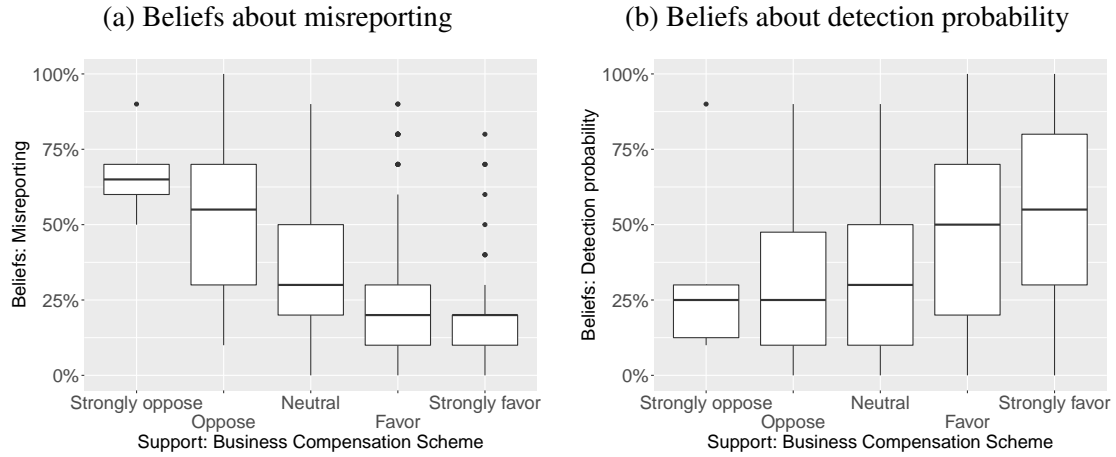 (a) Beliefs about misreporting
100%
75%
50%
25%
0%
Beliefs: Misreporting
Strongly oppose
Oppose
Neutral
Favor
Strongly favor
Support: Business Compensation Scheme
(b) Beliefs about detection probability
100%
75%
50%
25%
0%
Beliefs: Detection probability
Strongly oppose
Oppose
Neutral
Favor
Strongly favor
Support: Business Compensation Scheme